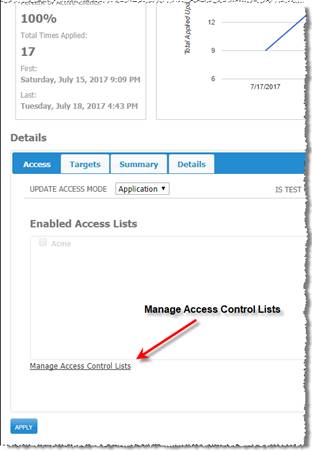 100%
Total Times Applied:
17
First:
Saturday, July 15, 2017 9:09 PM
Last:
Tuesday, July 18, 2017 4:43 PM
Total Applied Upd
12
9
6
7/17/2017
Details
Access
Targets
Summary
Details
UPDATE ACCESS MODE
Application
IS TEST
Enabled Access Lists
Acme
Manage Access Control Lists
Manage Access Control Lists
APPLY